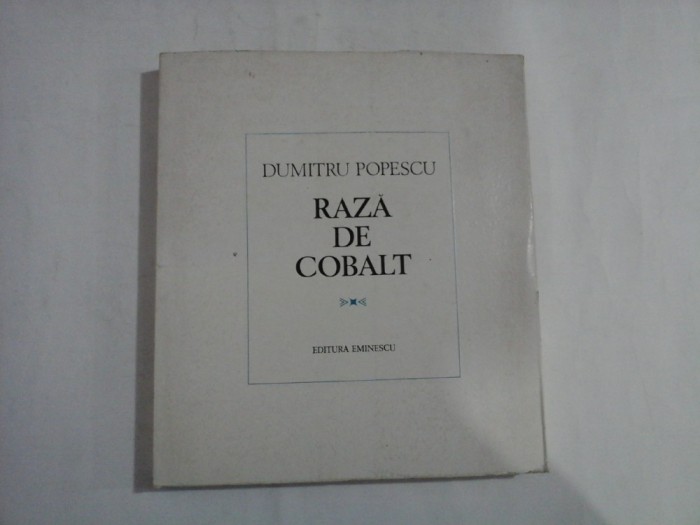 DUMITRU POPESCU
RAZĂ
DE
COBALT
EDITURA EMINESCU